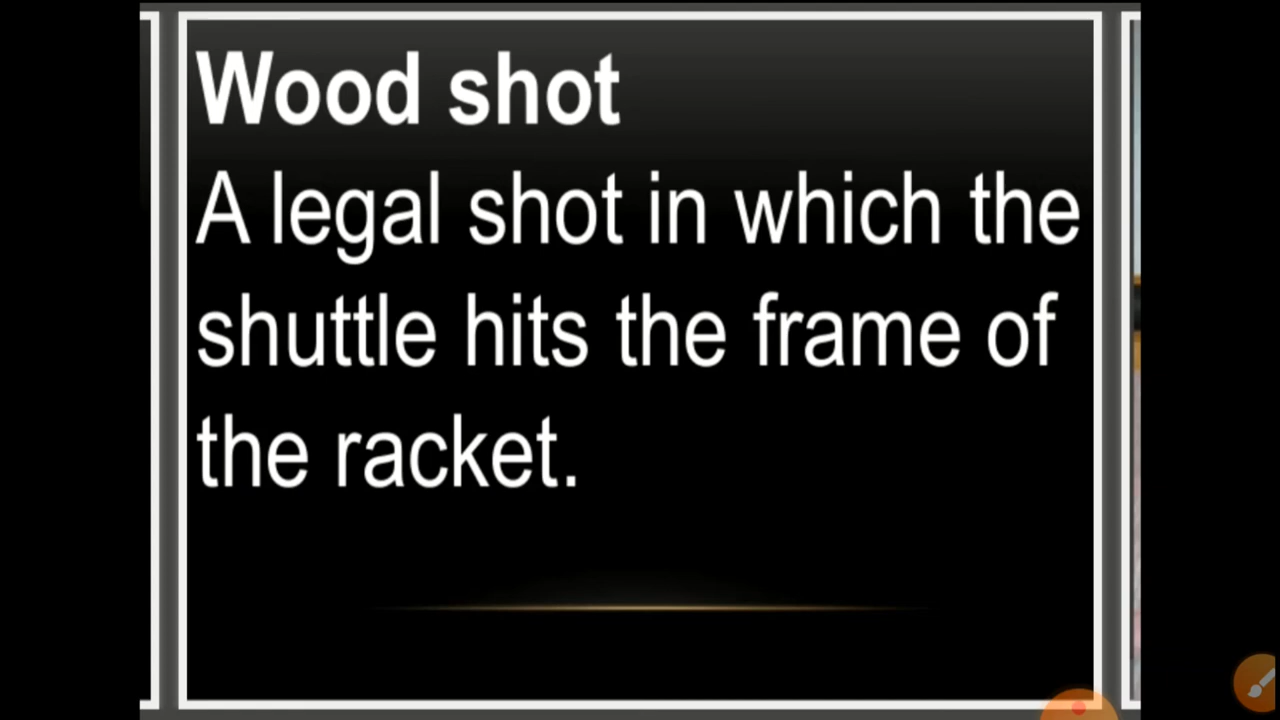 Wood shot
A legal shot in which the
shuttle hits the frame of
the racket.